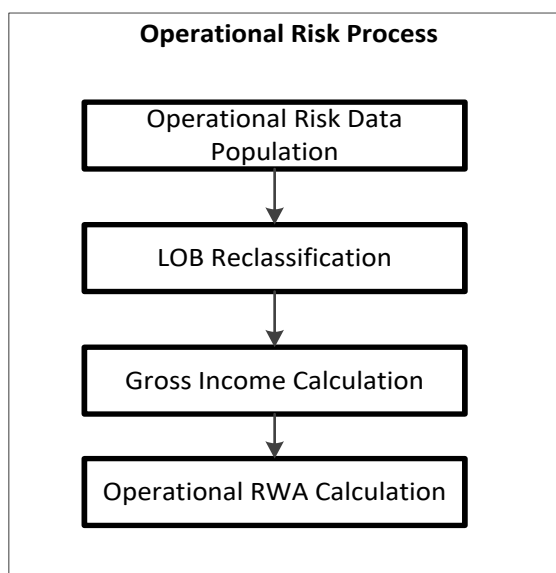 Operational Risk Process
Operational Risk Data
Population
LOB Reclassification
Gross Income Calculation
Operational RWA Calculation